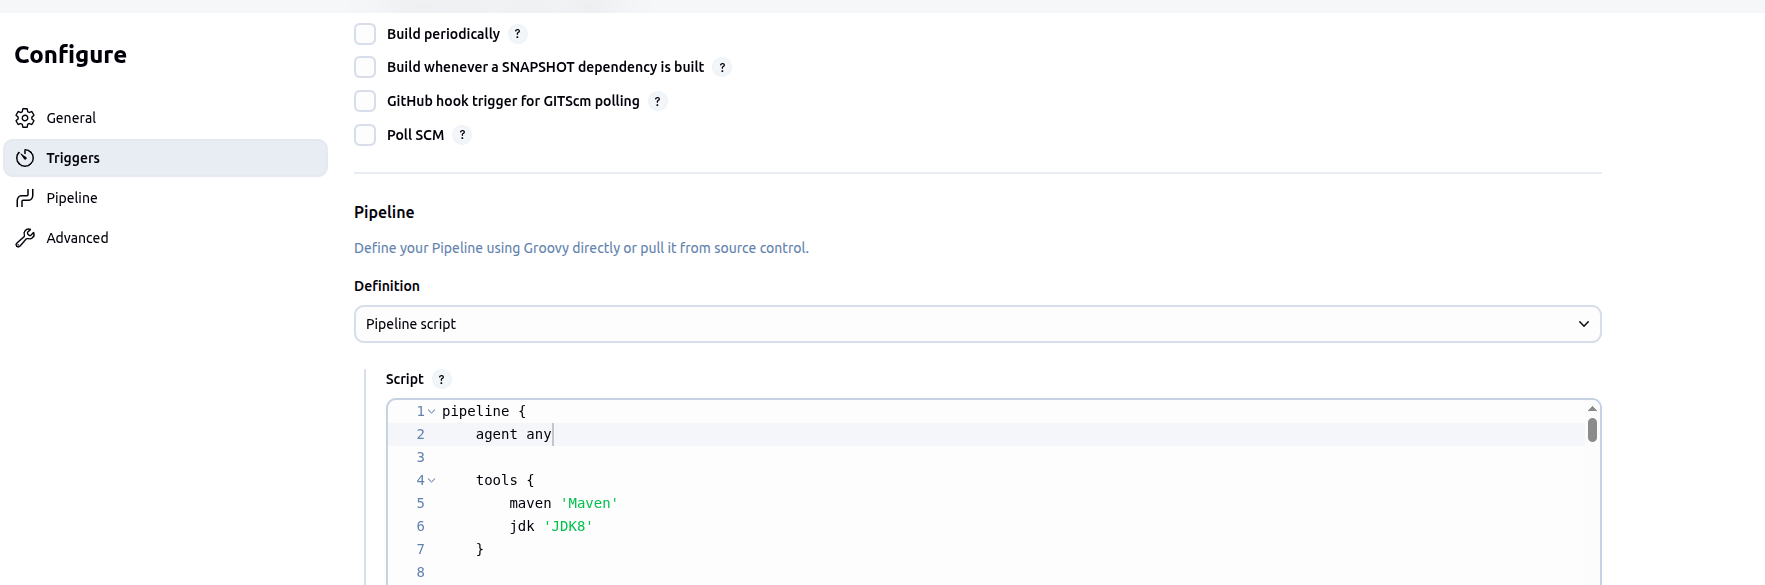 Configure
General
Triggers
Pipeline
Advanced
Build periodically ?
Build whenever a SNAPSHOT dependency is built ?
GitHub hook trigger for GITScm polling ?
Poll SCM ?
Pipeline
Define your Pipeline using Groovy directly or pull it from source control.
Definition
Pipeline script
Script ?
1 pipeline {
2     agent any
3
4     tools {
5         maven 'Maven'
6         jdk 'JDK8'
7     }
8